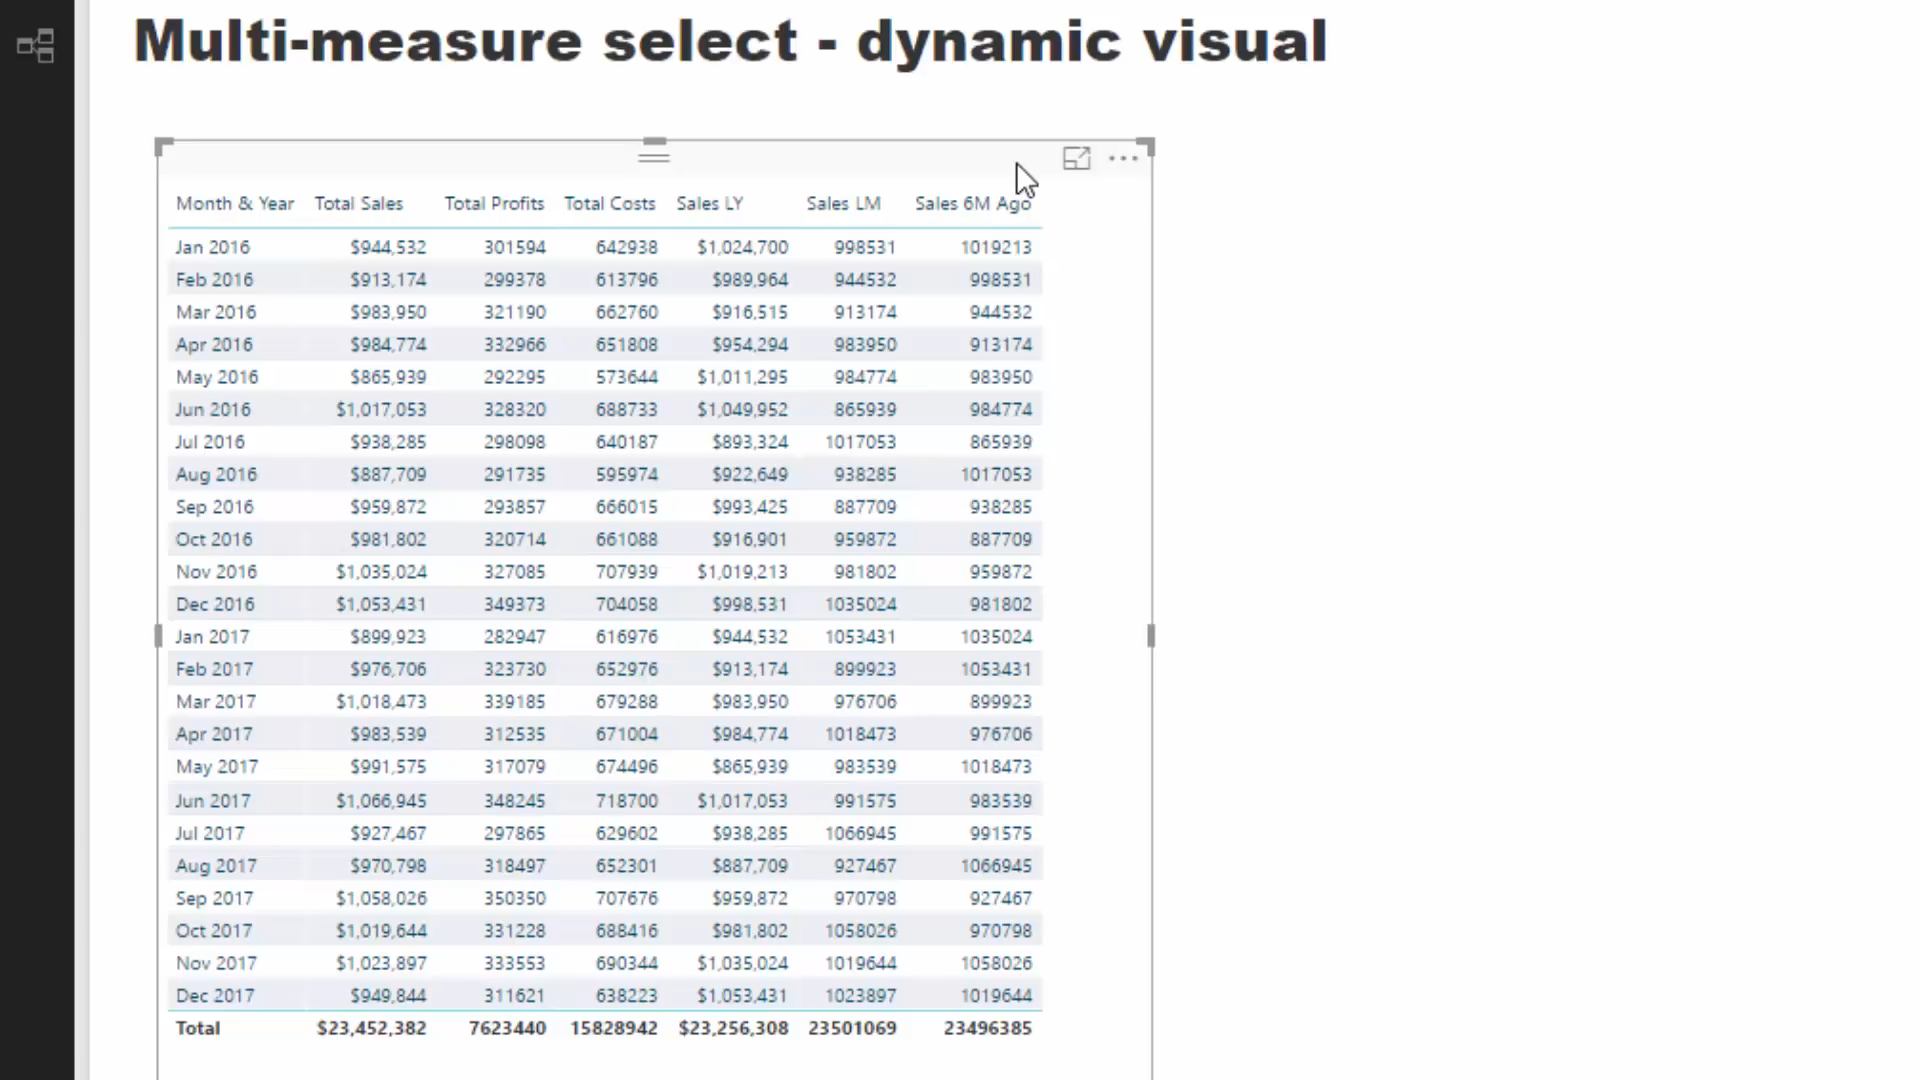 Multi-measure select - dynamic visual
Month & Year Total Sales Total Profits Total Costs Sales LY Sales LM Sales 6M Ago
Jan 2016 $944,532 301594 642938 $1,024,700 998531 1019213
Feb 2016 $913,174 299378 613796 $989,964 944532 998531
Mar 2016 $983,950 321190 662760 $916,515 913174 944532
Apr 2016 $984,774 332966 651808 $954,294 983950 913174
May 2016 $865,939 292295 573644 $1,011,295 984774 983950
Jun 2016 $1,017,053 328320 688733 $1,049,952 865939 984774
Jul 2016 $938,285 298098 640187 $893,324 1017053 865939
Aug 2016 $887,709 291735 595974 $922,649 938285 1017053
Sep 2016 $959,872 293857 666015 $993,425 887709 938285
Oct 2016 $981,802 320714 661088 $916,901 959872 887709
Nov 2016 $1,035,024 327085 707939 $1,019,213 981802 959872
Dec 2016 $1,053,431 349373 704058 $998,531 1035024 981802
Jan 2017 $899,923 282947 616976 $944,532 1053431 1035024
Feb 2017 $976,706 323730 652976 $913,174 899923 1053431
Mar 2017 $1,018,473 339185 679288 $983,950 976706 899923
Apr 2017 $983,539 312535 671004 $984,774 1018473 976706
May 2017 $991,575 317079 674496 $865,939 983539 1018473
Jun 2017 $1,066,945 348245 718700 $1,017,053 991575 983539
Jul 2017 $927,467 297865 629602 $938,285 1066945 991575
Aug 2017 $970,798 318497 652301 $887,709 927467 1066945
Sep 2017 $1,058,026 350350 707676 $959,872 970798 927467
Oct 2017 $1,019,644 331228 688416 $981,802 1058026 970798
Nov 2017 $1,023,897 333553 690344 $1,035,024 1019644 1058026
Dec 2017 $949,844 311621 638223 $1,053,431 1023897 1019644
Total $23,452,382 7623440 15828942 $23,256,308 23501069 23496385